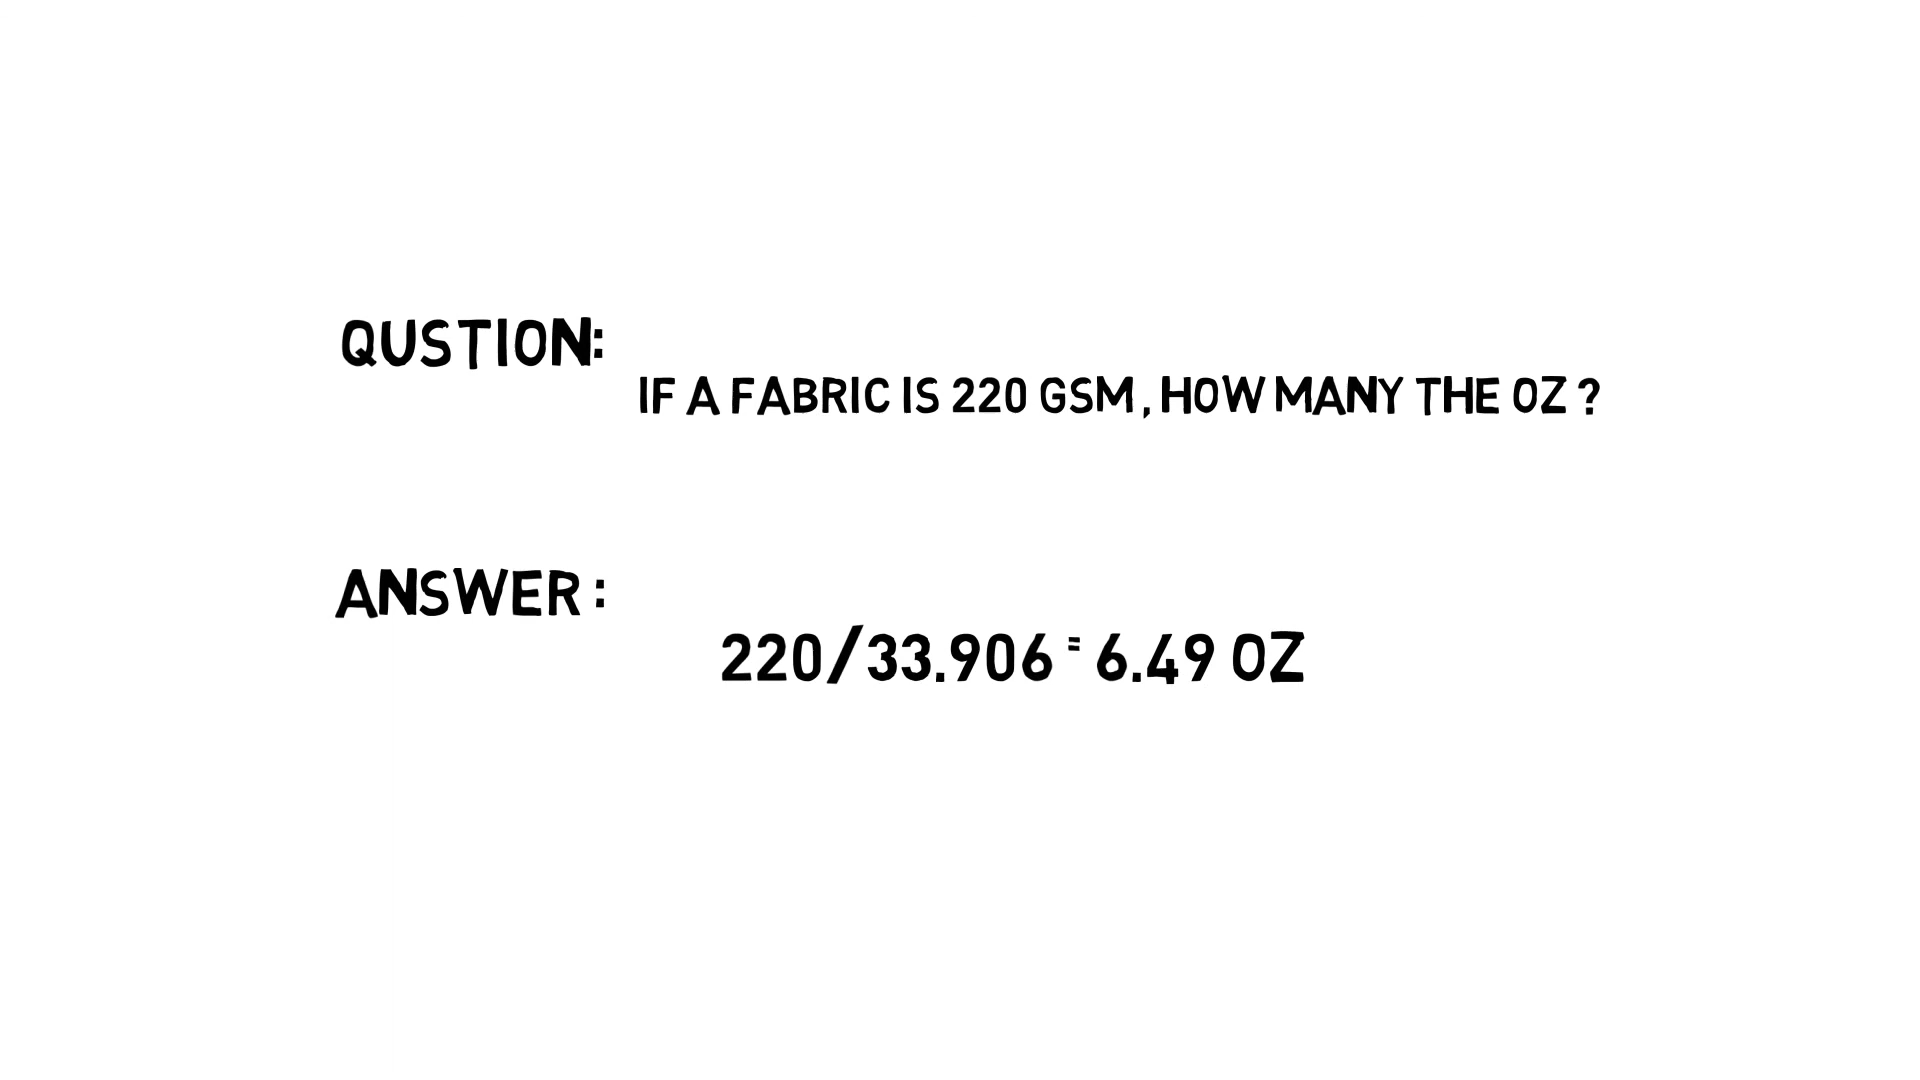 QUSTION:
IF A FABRIC IS 220 GSM, HOW MANY THE OZ ?
ANSWER :
220/33.906 = 6.49 OZ